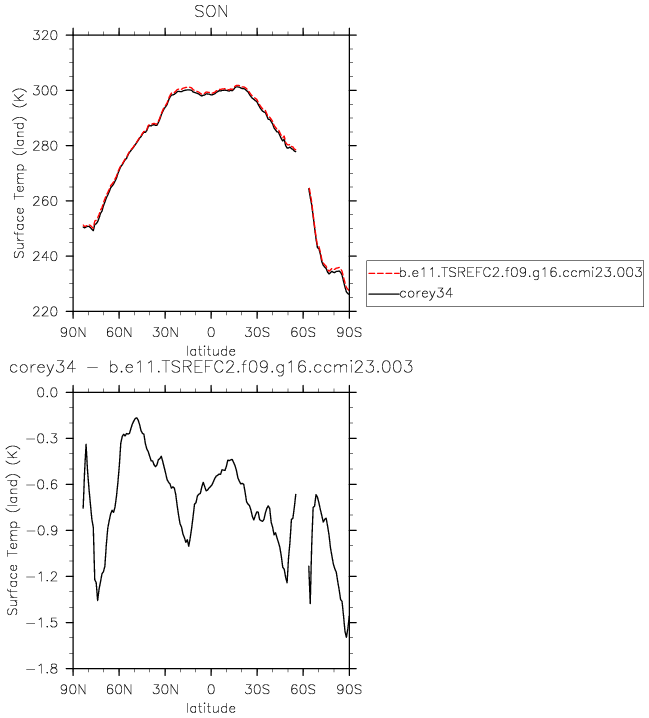 SON
320
300
280
260
240
220
Surface Temp (land) (K)
90N 60N 30N 0 30S 60S 90S
latitude
b.e11.TSREFC2.f09.g16.ccmi23.003
corey34
corey34 − b.e11.TSREFC2.f09.g16.ccmi23.003
0.0
−0.3
−0.6
−0.9
−1.2
−1.5
−1.8
Surface Temp (land) (K)
90N 60N 30N 0 30S 60S 90S
latitude